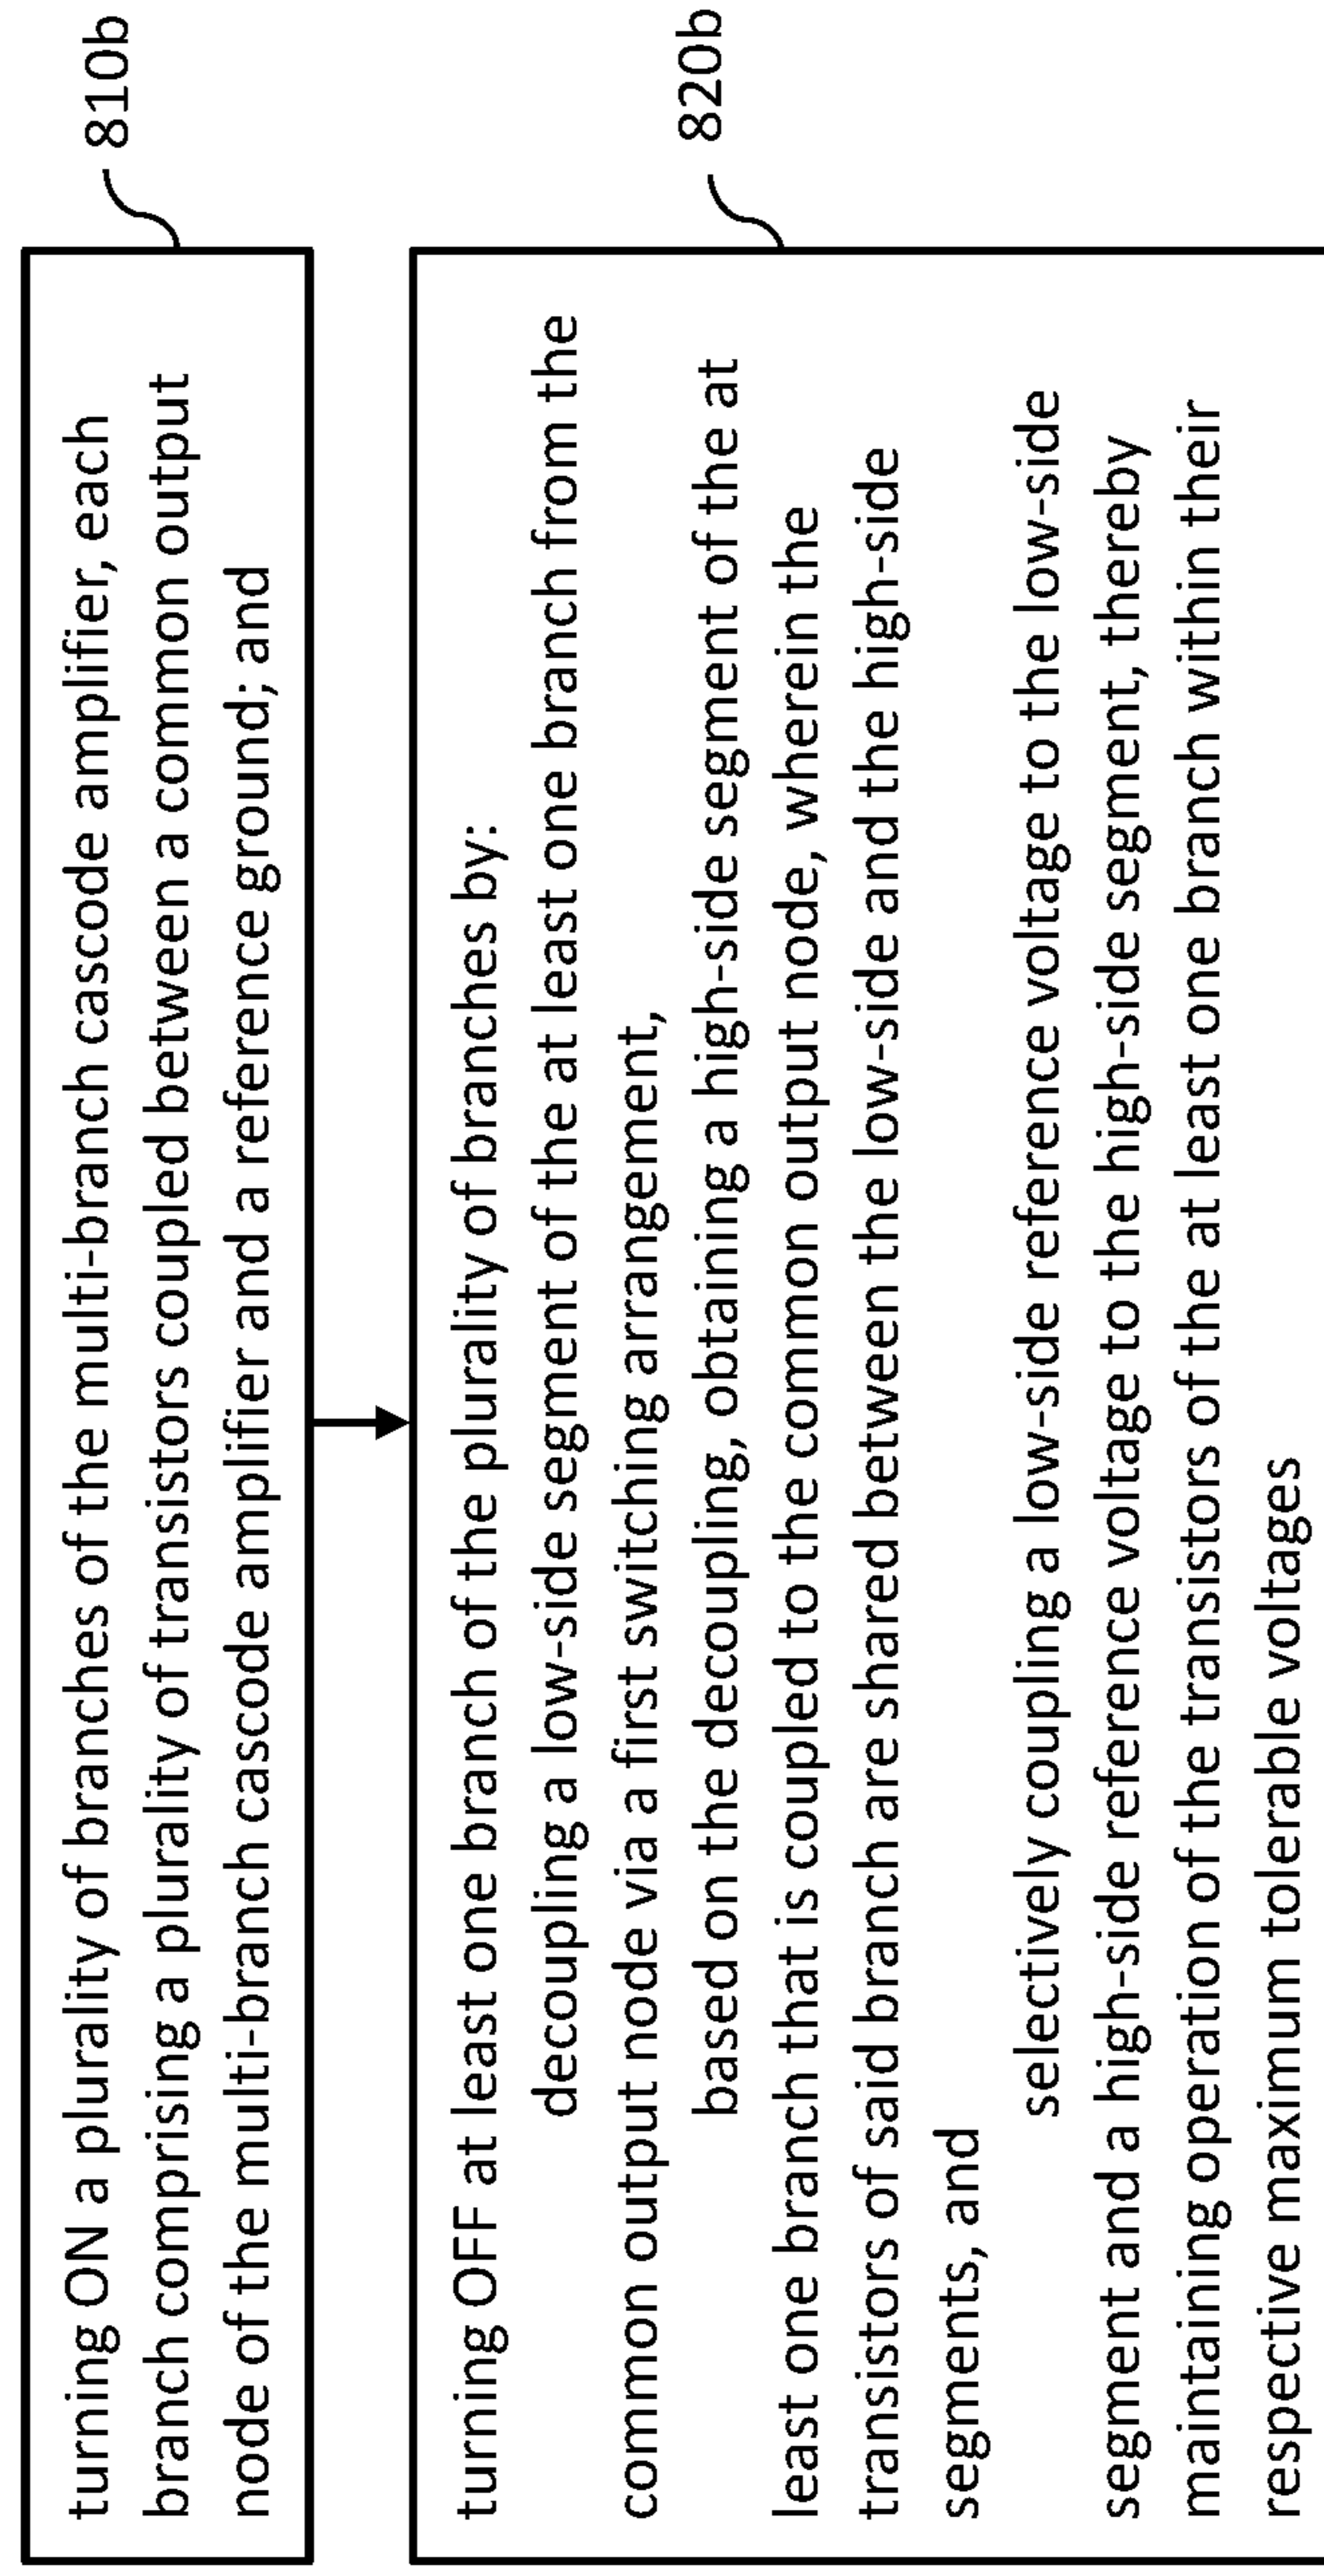 turning ON a plurality of branches of the multi-branch cascode amplifier, each
branch comprising a plurality of transistors coupled between a common output
node of the multi-branch cascode amplifier and a reference ground; and
810b
turning OFF at least one branch of the plurality of branches by:
decoupling a low-side segment of the at least one branch from the
common output node via a first switching arrangement,
based on the decoupling, obtaining a high-side segment of the at
least one branch that is coupled to the common output node, wherein the
transistors of said branch are shared between the low-side and the high-side
segments, and
selectively coupling a low-side reference voltage to the low-side
segment and a high-side reference voltage to the high-side segment, thereby
maintaining operation of the transistors of the at least one branch within their
respective maximum tolerable voltages
820b